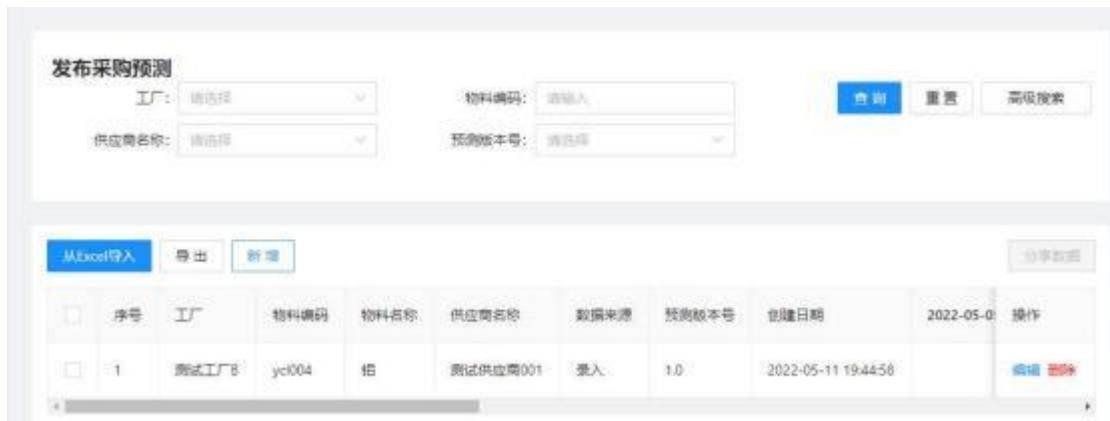 发布采购预测
工厂: 请选择 物料编码: 请输入 查询 重置 高级搜索
供应商名称: 请选择 预测版本号: 请选择
从Excel导入 导出 新增 分享数据
序号 工厂 物料编码 物料名称 供应商名称 数据来源 预测版本号 创建日期 2022-05-0 操作
1 测试工厂B ycl004 铝 测试供应商001 录入 1.0 2022-05-11 19:44:58 编辑 删除